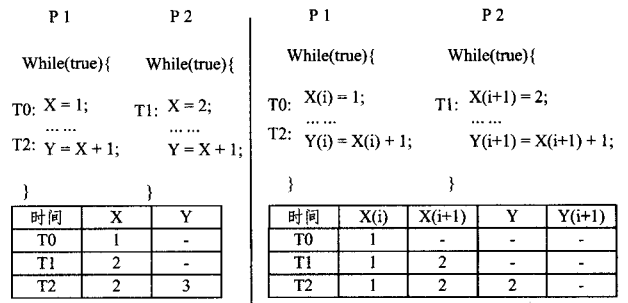 P 1 P 2
While(true){ While(true){
T0: X = 1; T1: X = 2;
... ... ... ...
T2: Y = X + 1; Y = X + 1;
} }
时间 X Y
T0 1 -
T1 2 -
T2 2 3
P 1 P 2
While(true){ While(true){
T0: X(i) = 1; T1: X(i+1) = 2;
... ... ... ...
T2: Y(i) = X(i) + 1; Y(i+1) = X(i+1) + 1;
} }
时间 X(i) X(i+1) Y Y(i+1)
T0 1 - - -
T1 1 2 - -
T2 1 2 2 -